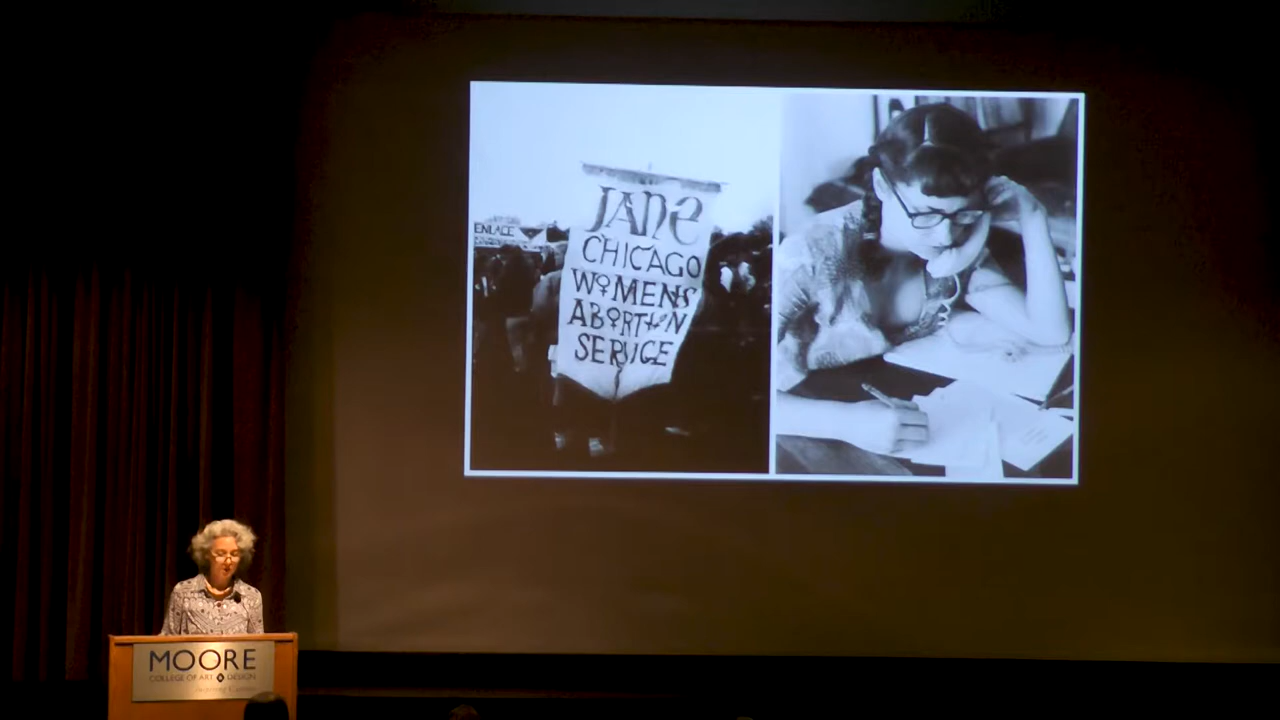 ENLACE
JANE
CHICAGO
WOMENS
ABORTION
SERVICE
MOORE
COLLEGE OF ART & DESIGN